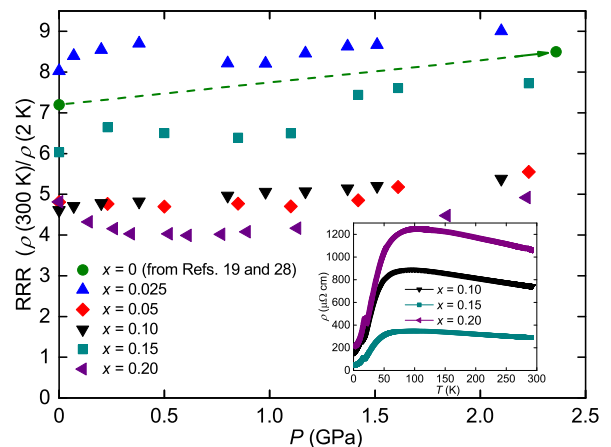 9
8
7
6
5
4
3
2
1
0
RRR (ρ (300 K)/ρ (2 K)
x = 0 (from Refs. 19 and 28)
x = 0.025
x = 0.05
x = 0.10
x = 0.15
x = 0.20
1200
1000
800
600
400
200
0
ρ (μΩ cm)
x = 0.10
x = 0.15
x = 0.20
0 50 100 150 200 250 300
T (K)
0.0 0.5 1.0 1.5 2.0 2.5
P (GPa)